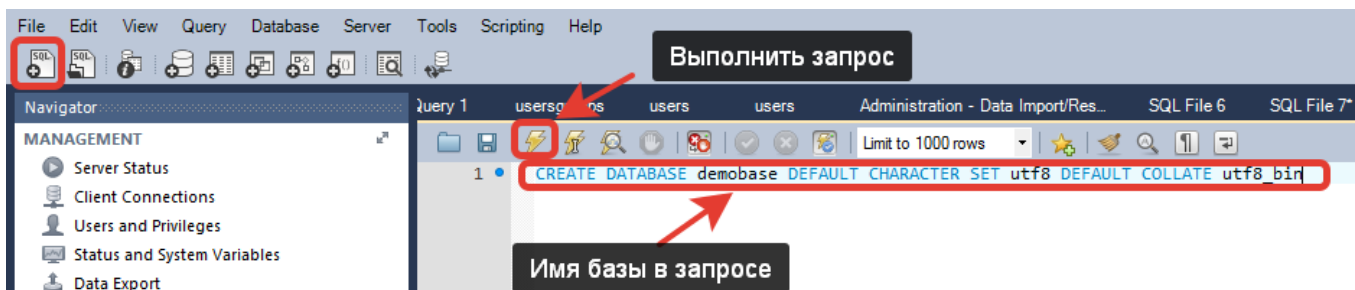 File Edit View Query Database Server Tools Scripting Help
SQL SQL
Выполнить запрос
Navigator
Query 1 users users Administration - Data Import/Res... SQL File 6 SQL File 7*
MANAGEMENT
Limit to 1000 rows
Server Status
1 CREATE DATABASE demobase DEFAULT CHARACTER SET utf8 DEFAULT COLLATE utf8_bin
Client Connections
Users and Privileges
Status and System Variables
Имя базы в запросе
Data Export